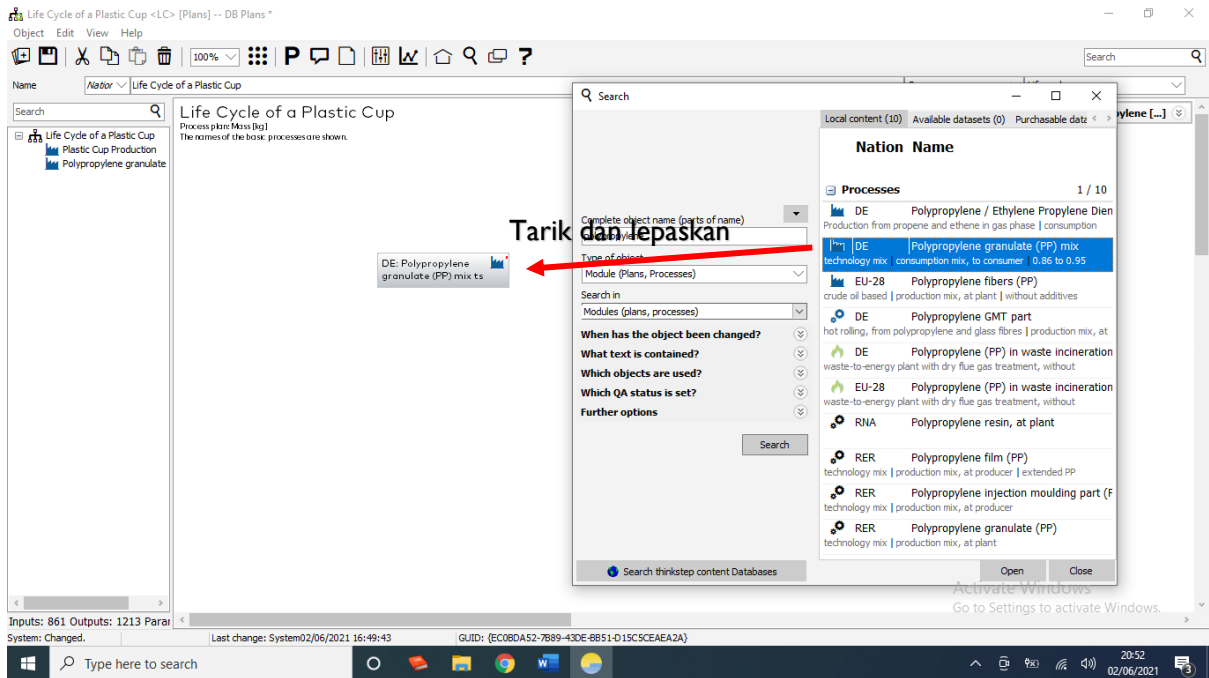 Life Cycle of a Plastic Cup <LC> [Plans] -- DB Plans *
Object Edit View Help
100% P ? Search
Name Nation Life Cycle of a Plastic Cup
Search
Life Cycle of a Plastic Cup
Plastic Cup Production
Polypropylene granulate
Life Cycle of a Plastic Cup
Process plan: Mass [kg]
The names of the basic processes are shown.
DE: Polypropylene
granulate (PP) mix ts
Tarik dan lepaskan
Search
Complete object name (parts of name)
polypropylene
Type of object
Module (Plans, Processes)
Search in
Modules (plans, processes)
When has the object been changed?
What text is contained?
Which objects are used?
Which QA status is set?
Further options
Search
Search thinkstep content Databases
Local content (10) Available datasets (0) Purchasable data
Nation Name
Processes 1 / 10
DE Polypropylene / Ethylene Propylene Dien
Production from propene and ethene in gas phase | consumption
DE Polypropylene granulate (PP) mix
technology mix | consumption mix, to consumer | 0.86 to 0.95
EU-28 Polypropylene fibers (PP)
crude oil based | production mix, at plant | without additives
DE Polypropylene GMT part
hot rolling, from polypropylene and glass fibres | production mix, at
DE Polypropylene (PP) in waste incineration
waste-to-energy plant with dry flue gas treatment, without
EU-28 Polypropylene (PP) in waste incineration
waste-to-energy plant with dry flue gas treatment, without
RNA Polypropylene resin, at plant
RER Polypropylene film (PP)
technology mix | production mix, at producer | extended PP
RER Polypropylene injection moulding part (P
technology mix | production mix, at producer
RER Polypropylene granulate (PP)
technology mix | production mix, at plant
Open Close
ylene [...]
Activate Windows
Go to Settings to activate Windows.
Inputs: 861 Outputs: 1213 Parar
System: Changed. Last change: System02/06/2021 16:49:43 GUID: {EC0BDA52-7B89-43DE-BB51-D15C5CEAEA2A}
Type here to search
20:52
02/06/2021
3